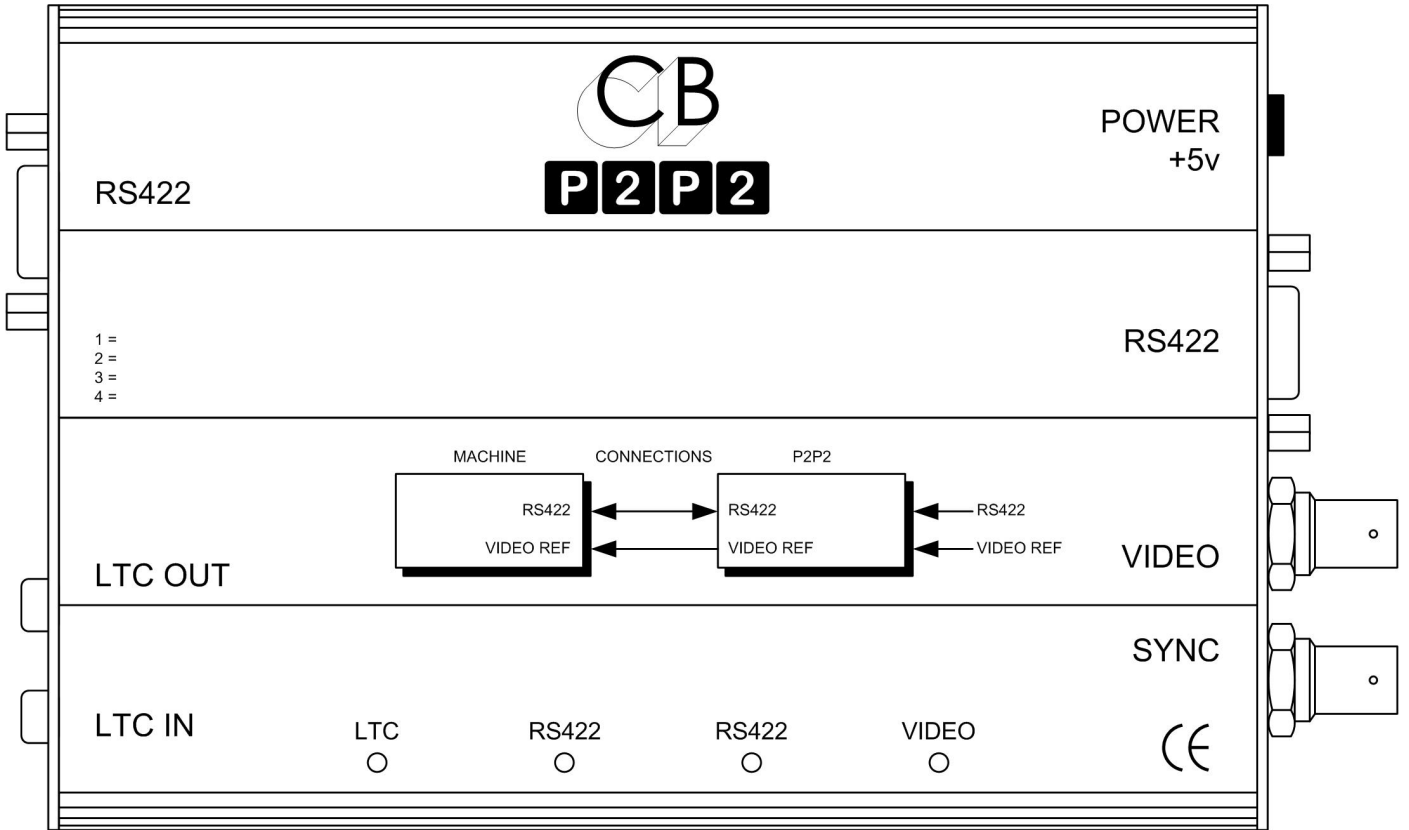 CB
P2P2
POWER
+5v
RS422
1 =
2 =
3 =
4 =
RS422
MACHINE CONNECTIONS P2P2
RS422 RS422 RS422
VIDEO REF VIDEO REF VIDEO REF
LTC OUT
VIDEO
SYNC
LTC IN
LTC RS422 RS422 VIDEO
CE